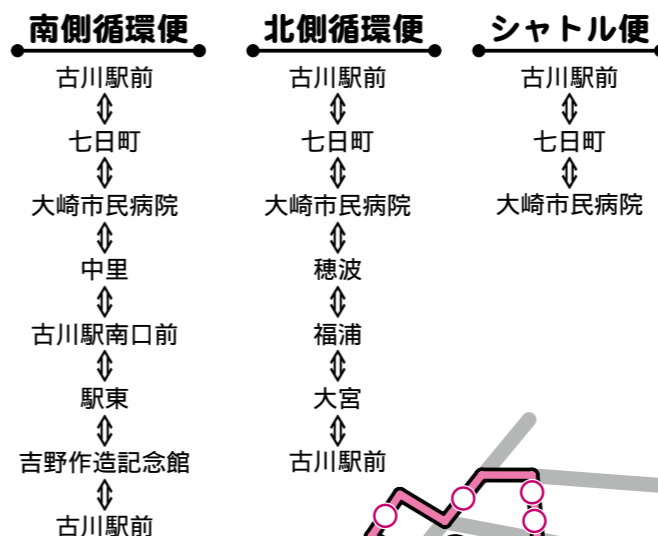 南側循環便
古川駅前
⇕
七日町
⇕
大崎市民病院
⇕
中里
⇕
古川駅南口前
⇕
駅東
⇕
吉野作造記念館
⇕
古川駅前
北側循環便
古川駅前
⇕
七日町
⇕
大崎市民病院
⇕
穂波
⇕
福浦
⇕
大宮
⇕
古川駅前
シャトル便
古川駅前
⇕
七日町
⇕
大崎市民病院